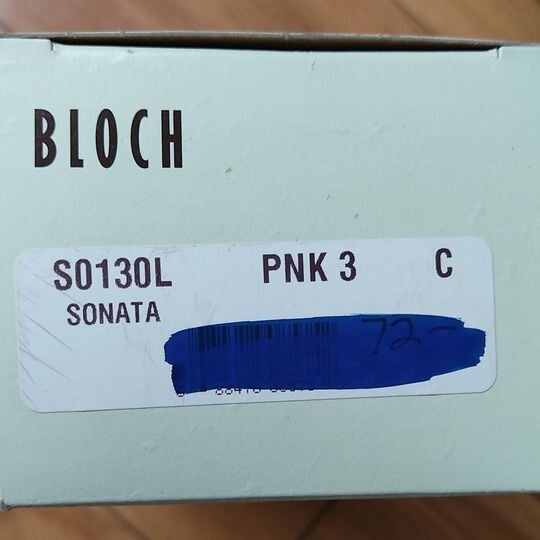 BLOCH
S0130L PNK 3 C
SONATA
72-